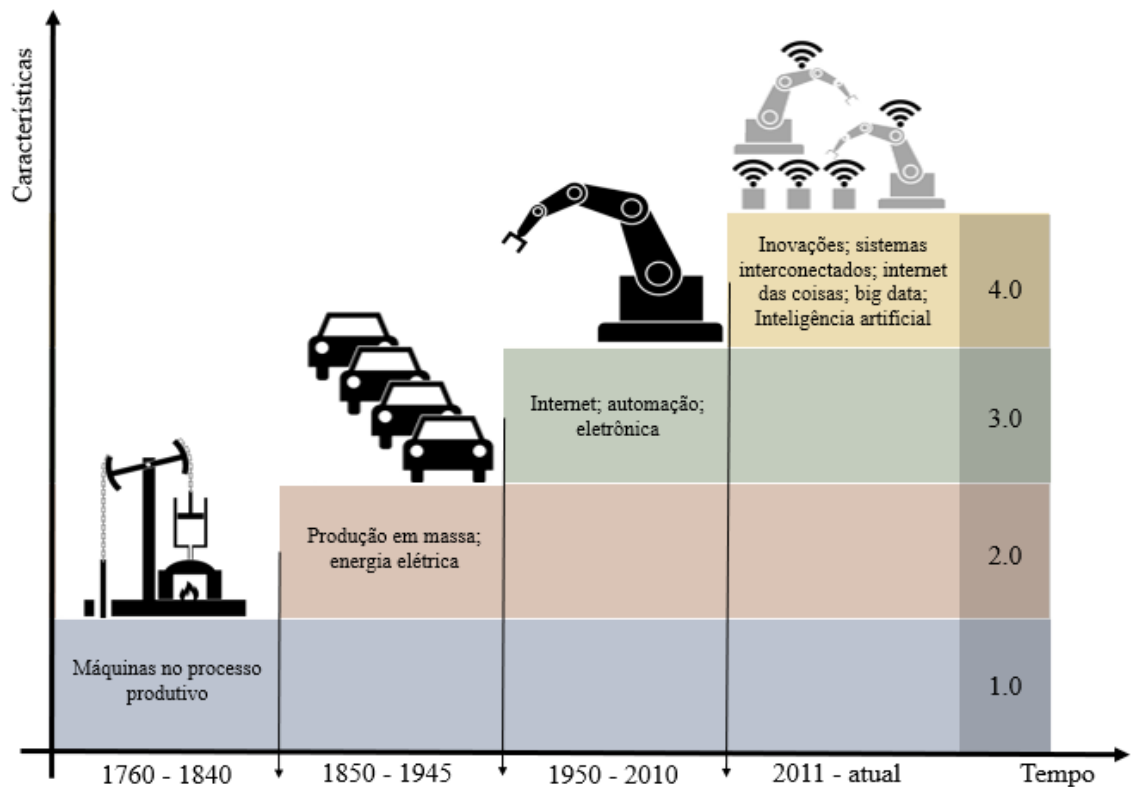 Características
Inovações; sistemas
interconectados; internet
das coisas; big data;
Inteligência artificial
4.0
Internet; automação;
eletrônica
3.0
Produção em massa;
energia elétrica
2.0
Máquinas no processo
produtivo
1.0
1760 - 1840
1850 - 1945
1950 - 2010
2011 - atual
Tempo